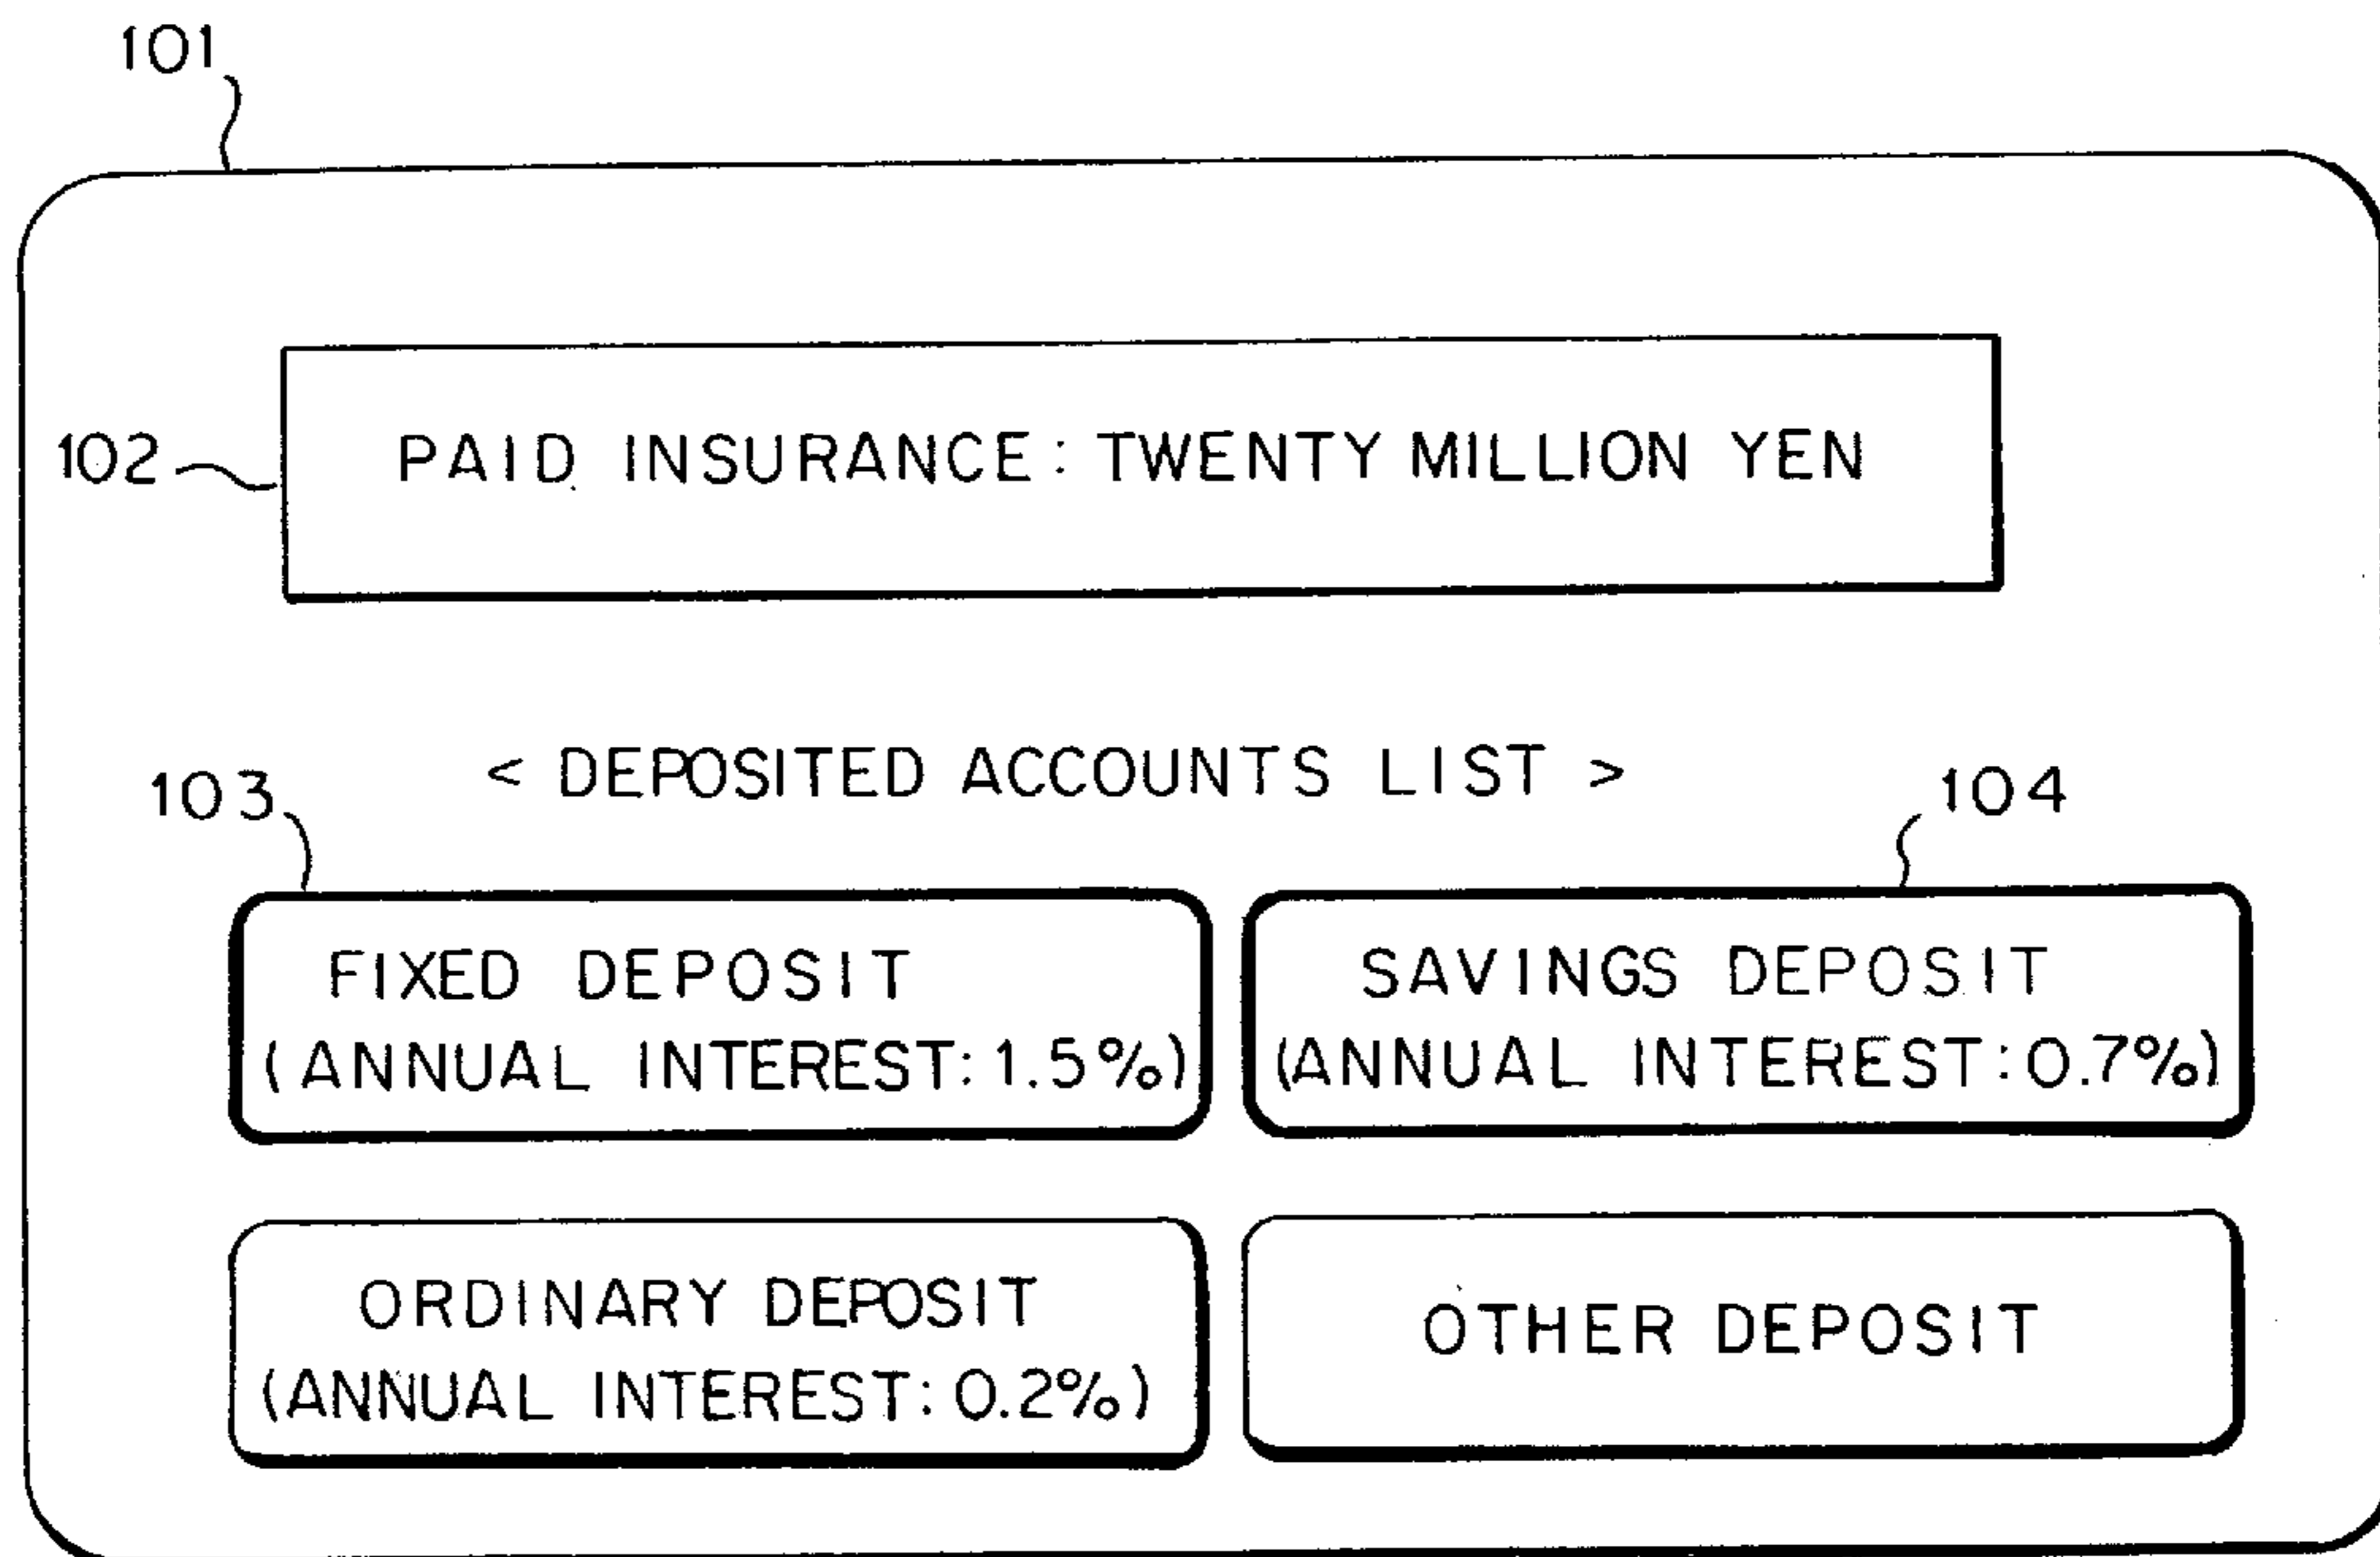 101
102
PAID INSURANCE: TWENTY MILLION YEN
< DEPOSITED ACCOUNTS LIST >
103
104
FIXED DEPOSIT
(ANNUAL INTEREST: 1.5%)
SAVINGS DEPOSIT
(ANNUAL INTEREST: 0.7%)
ORDINARY DEPOSIT
(ANNUAL INTEREST: 0.2%)
OTHER DEPOSIT